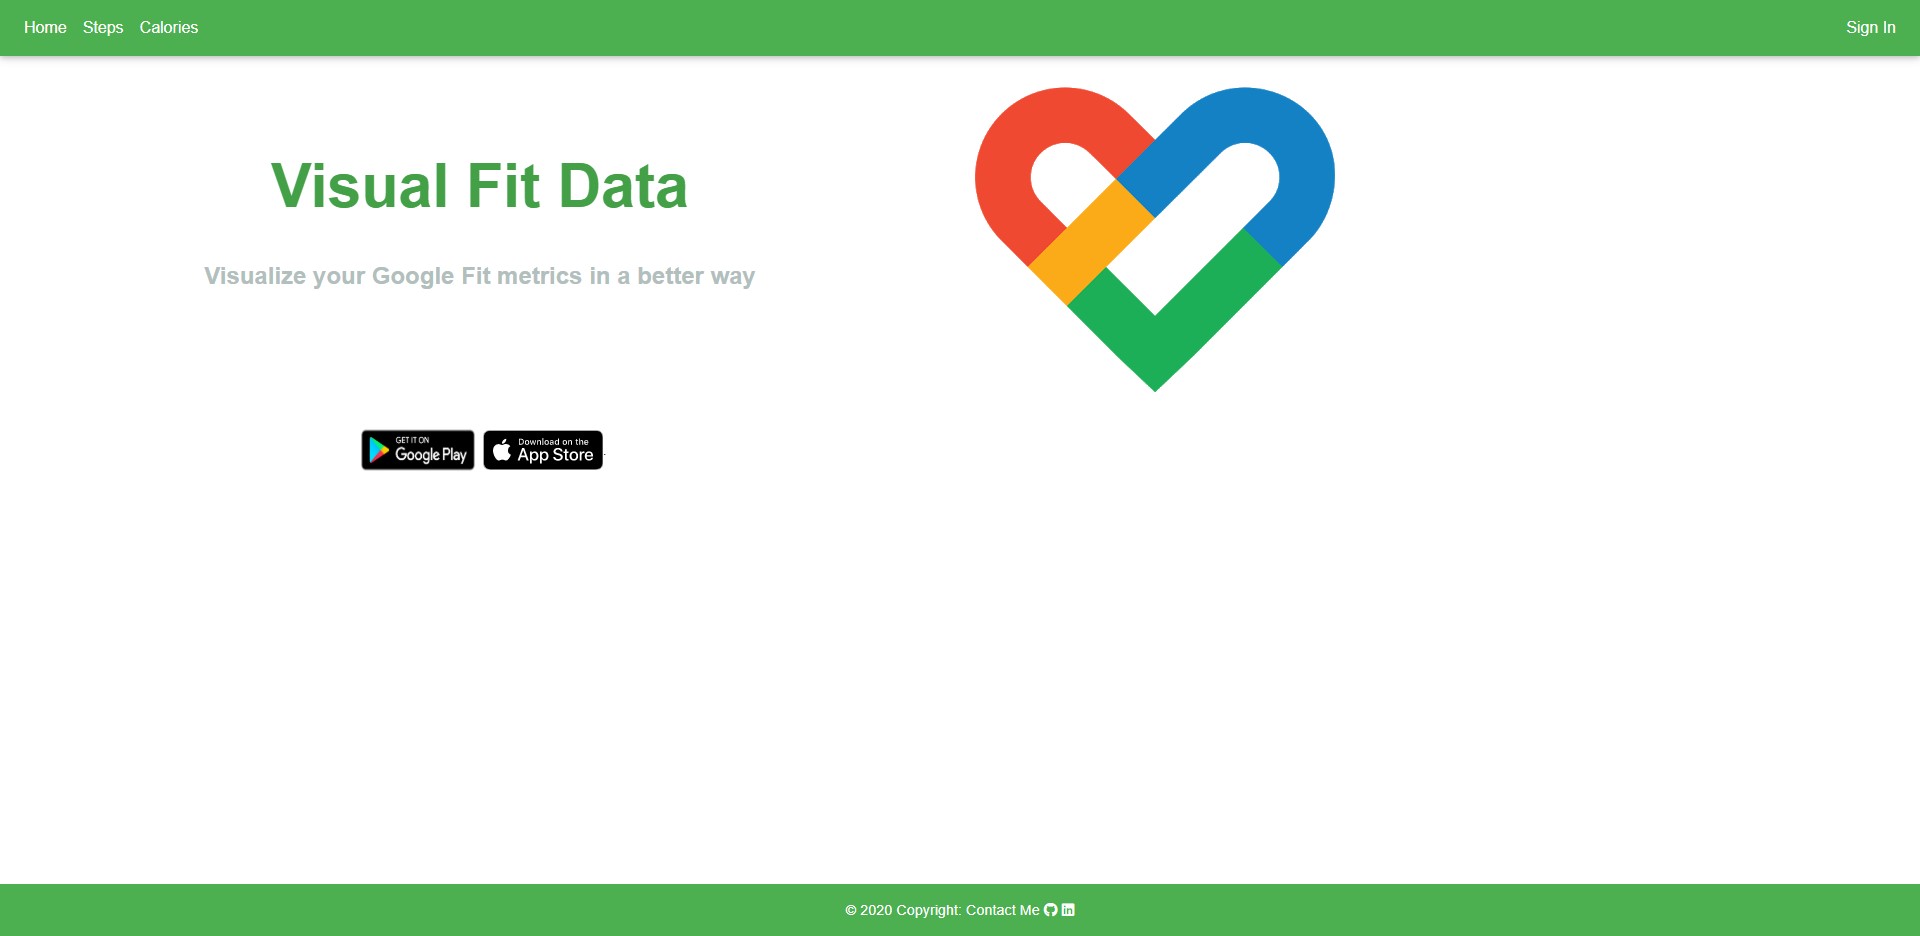 Home Steps Calories Sign In
Visual Fit Data
Visualize your Google Fit metrics in a better way
GET IT ON
Google Play
Download on the
App Store
© 2020 Copyright: Contact Me